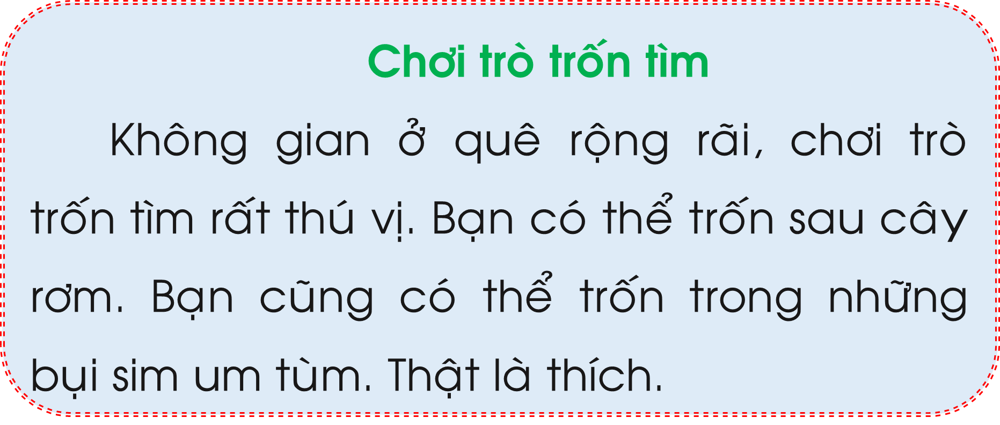 Chơi trò trốn tìm
Không gian ở quê rộng rãi, chơi trò
trốn tìm rất thú vị. Bạn có thể trốn sau cây
rơm. Bạn cũng có thể trốn trong những
bụi sim um tùm. Thật là thích.